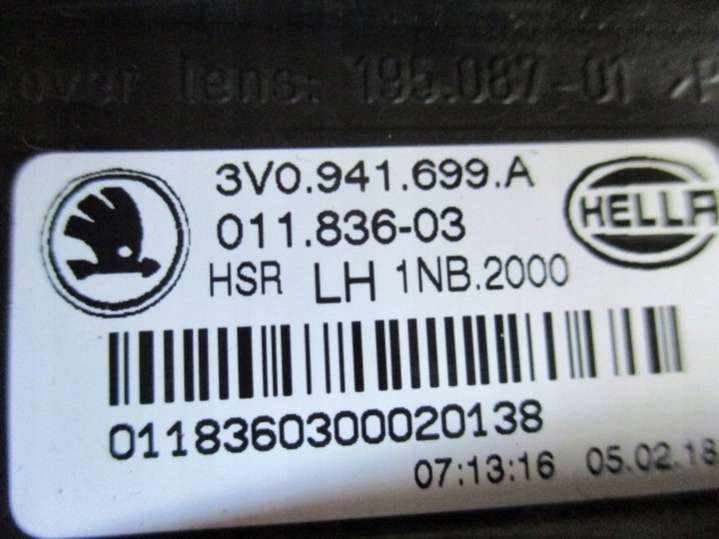 lens: 195.087-01 >P
3V0.941.699.A
011.836-03
HELLA
HSR LH 1NB.2000
0118360300020138
07:13:16 05.02.18